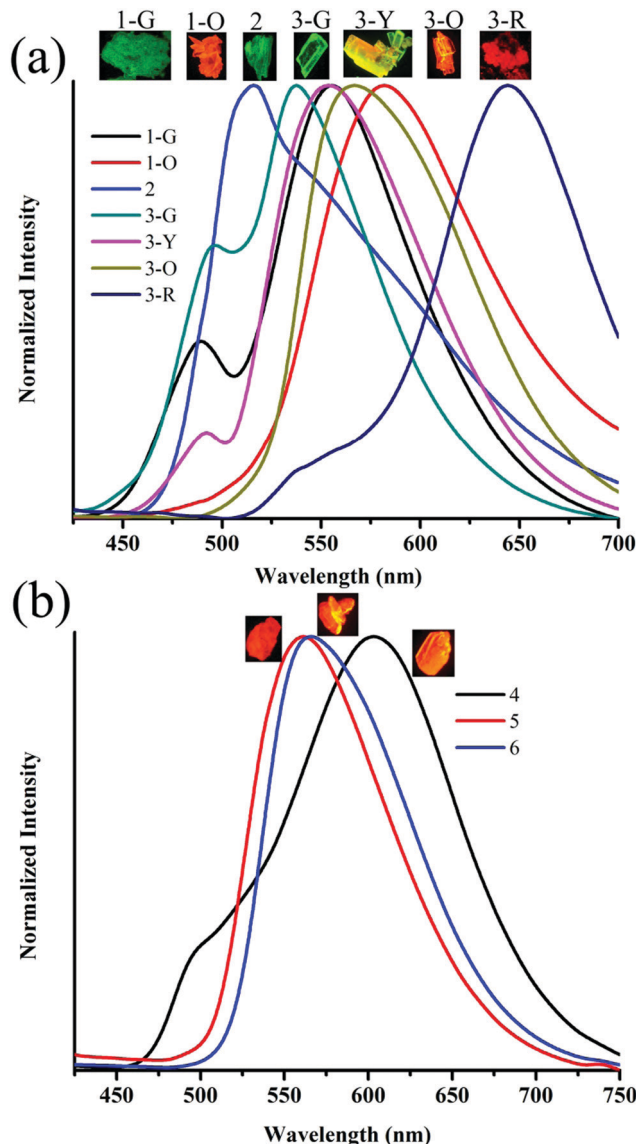 1-G 1-O 2 3-G 3-Y 3-O 3-R
(a)
1-G
1-O
2
3-G
3-Y
3-O
3-R
Normalized Intensity
450 500 550 600 650 700
Wavelength (nm)
(b)
4
5
6
Normalized Intensity
450 500 550 600 650 700 750
Wavelength (nm)